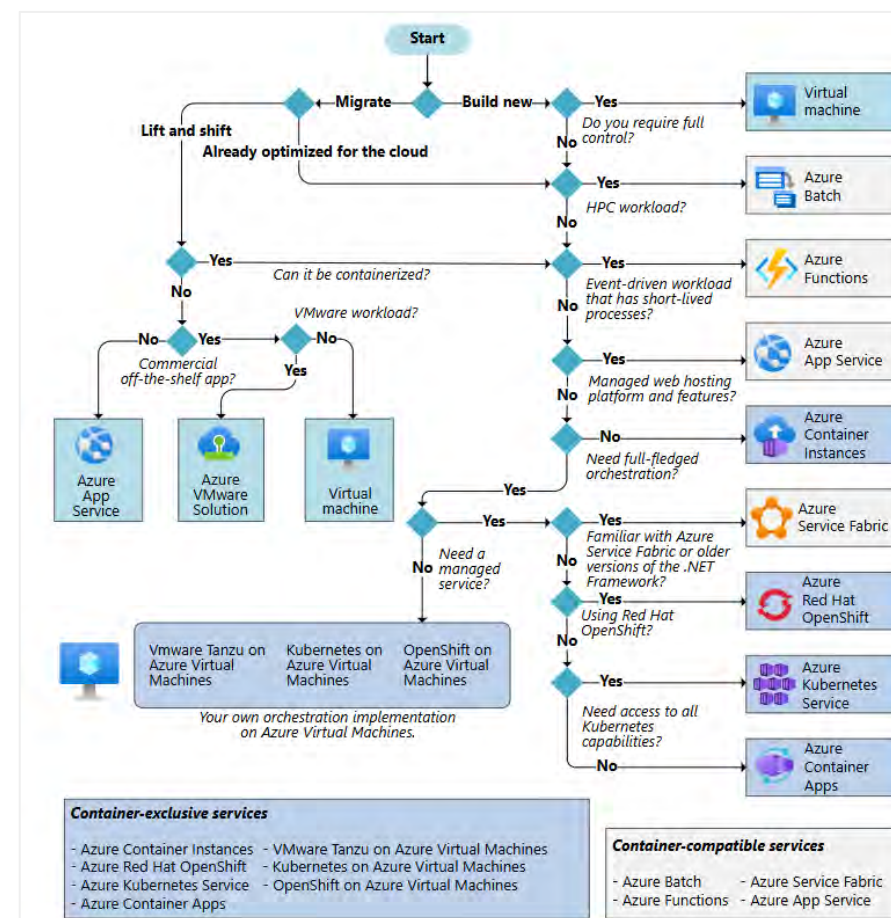 Start
Migrate
Build new
Yes
Virtual
machine
Lift and shift
Do you require full
control?
No
Already optimized for the cloud
Yes
Azure
Batch
HPC workload?
No
Yes
Can it be containerized?
Yes
Azure
Functions
Event-driven workload
that has short-lived
processes?
No
No
VMware workload?
No
Yes
No
Commercial
off-the-shelf app?
Yes
Yes
Azure
App Service
Managed web hosting
platform and features?
No
Azure
App
Service
Azure
VMware
Solution
Virtual
machine
No
Azure
Container
Instances
Need full-fledged
orchestration?
Yes
Yes
Need a
managed
service?
No
Yes
Azure
Service Fabric
Familiar with Azure
Service Fabric or older
versions of the .NET
Framework?
No
Yes
Using Red Hat
OpenShift?
Azure
Red Hat
OpenShift
No
Vmware Tanzu on
Azure Virtual
Machines
Kubernetes on
Azure Virtual
Machines
OpenShift on
Azure Virtual
Machines
Your own orchestration implementation
on Azure Virtual Machines.
Yes
Azure
Kubernetes
Service
Need access to all
Kubernetes
capabilities?
No
Azure
Container
Apps
Container-exclusive services
- Azure Container Instances - VMware Tanzu on Azure Virtual Machines
- Azure Red Hat OpenShift - Kubernetes on Azure Virtual Machines
- Azure Kubernetes Service - OpenShift on Azure Virtual Machines
- Azure Container Apps
Container-compatible services
- Azure Batch - Azure Service Fabric
- Azure Functions - Azure App Service